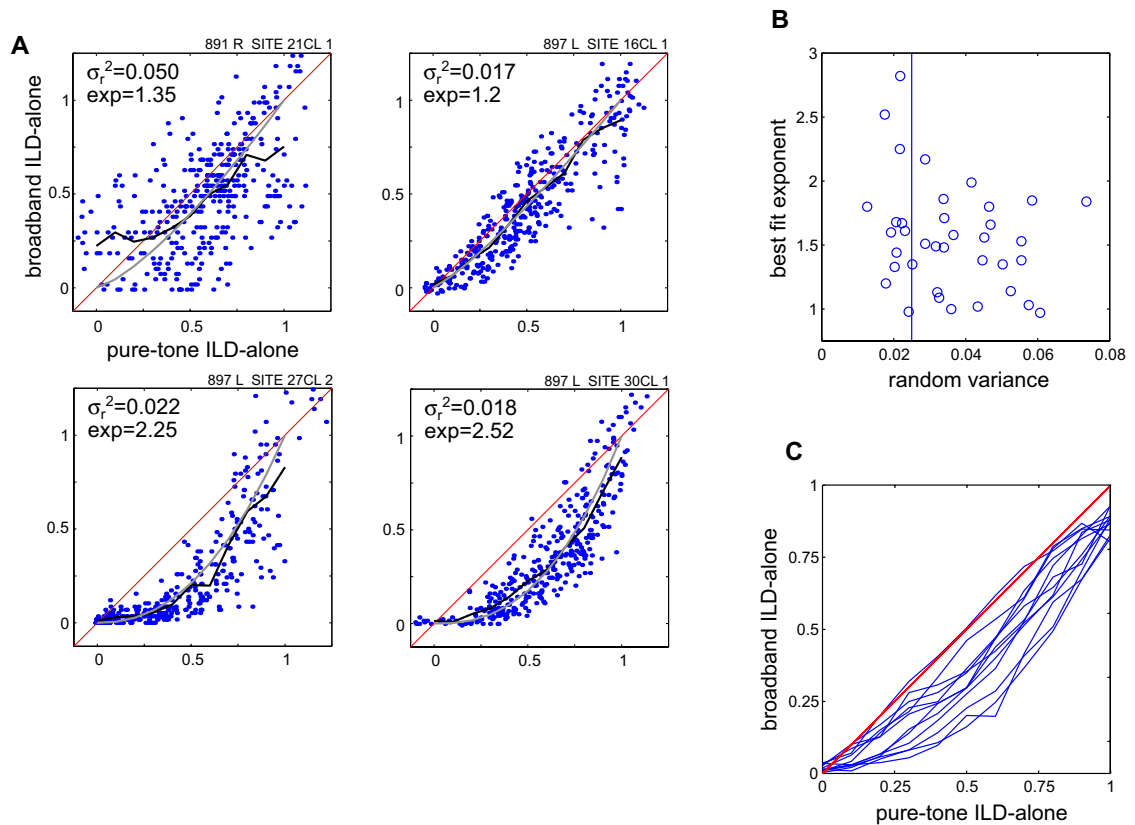 A
891 R SITE 21CL 1
σr²=0.050
exp=1.35
1
0.5
0
0
0.5
1
broadband ILD-alone
pure-tone ILD-alone
897 L SITE 16CL 1
σr²=0.017
exp=1.2
1
0.5
0
0
0.5
1
897 L SITE 27CL 2
σr²=0.022
exp=2.25
1
0.5
0
0
0.5
1
897 L SITE 30CL 1
σr²=0.018
exp=2.52
1
0.5
0
0
0.5
1
B
3
2.5
2
1.5
1
best fit exponent
0
0.02
0.04
0.06
0.08
random variance
C
1
0.75
0.5
0.25
0
broadband ILD-alone
0
0.25
0.5
0.75
1
pure-tone ILD-alone